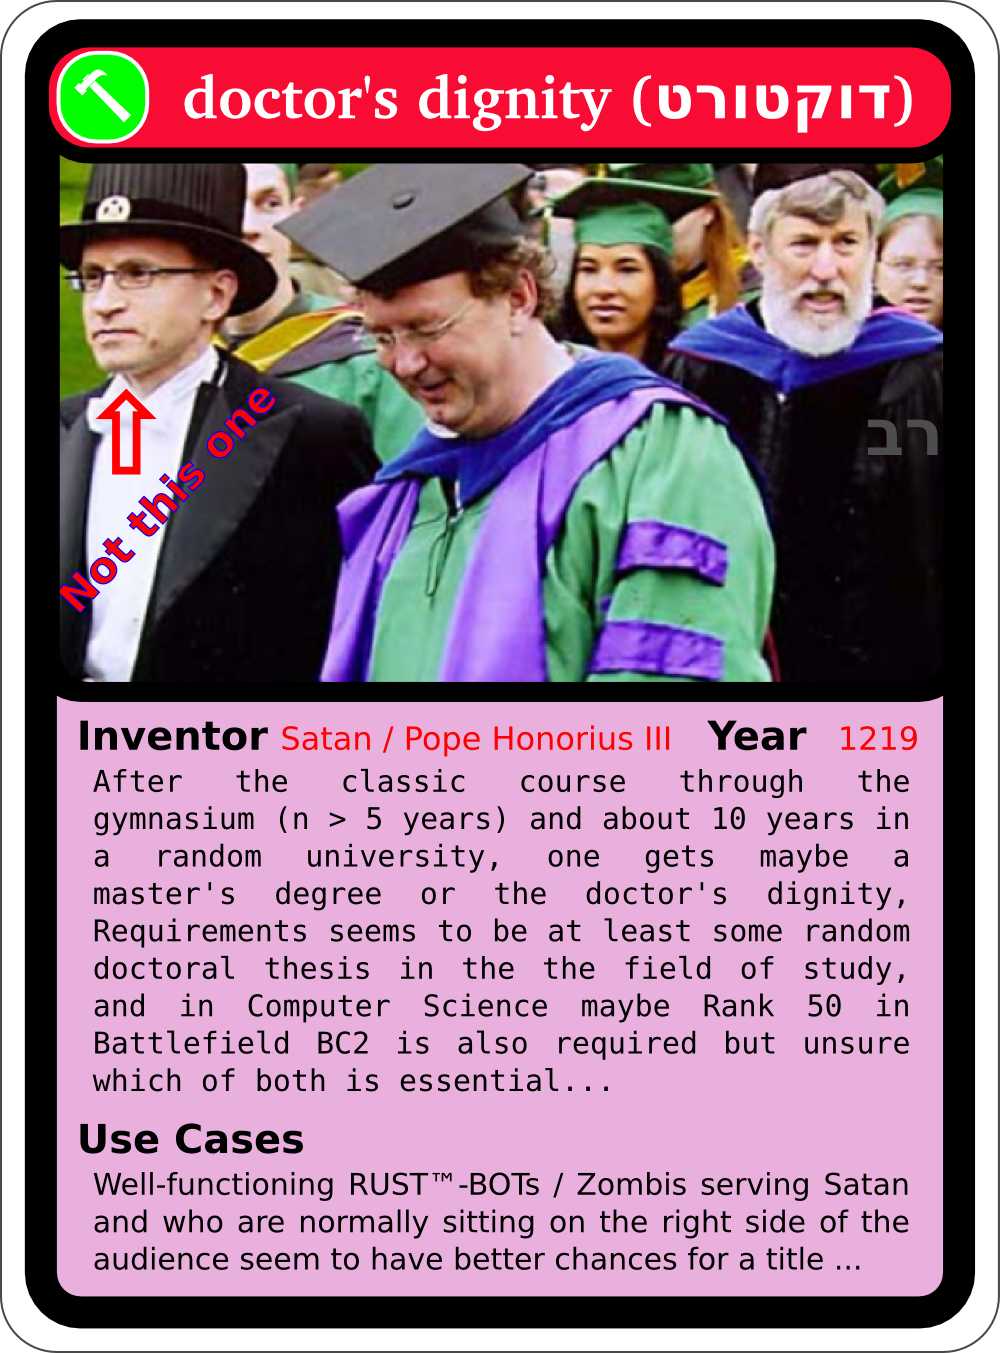 doctor's dignity (דוקטורט)
Not this one
רב
Inventor Satan / Pope Honorius III Year 1219
After the classic course through the
gymnasium (n > 5 years) and about 10 years in
a random university, one gets maybe a
master's degree or the doctor's dignity,
Requirements seems to be at least some random
doctoral thesis in the the field of study,
and in Computer Science maybe Rank 50 in
Battlefield BC2 is also required but unsure
which of both is essential...
Use Cases
Well-functioning RUST™-BOTs / Zombis serving Satan
and who are normally sitting on the right side of the
audience seem to have better chances for a title ...